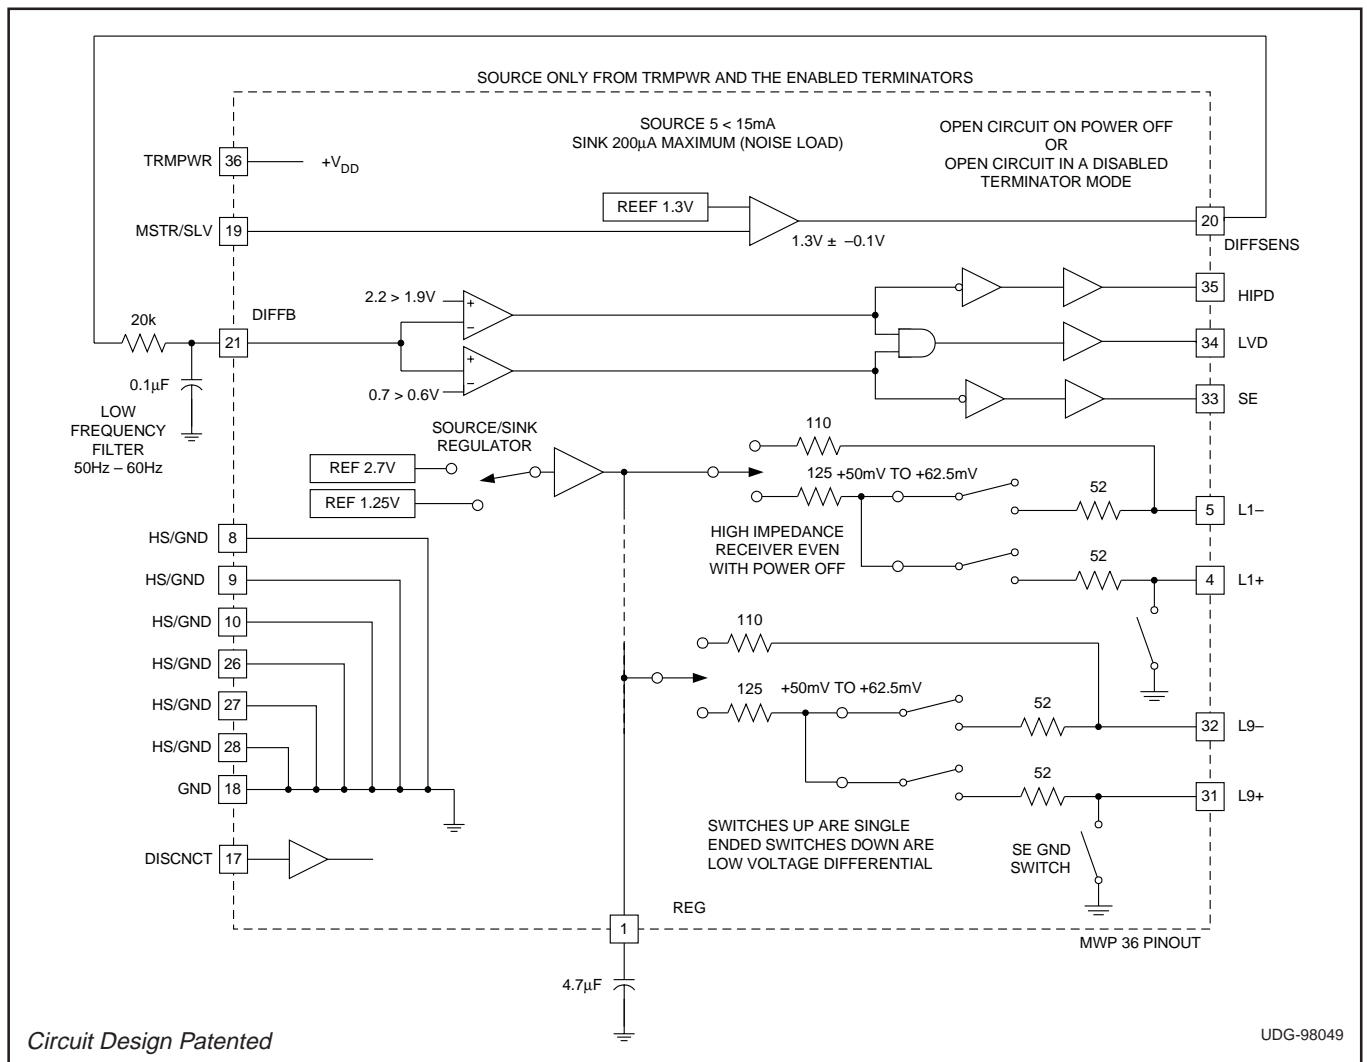 SOURCE ONLY FROM TRMPWR AND THE ENABLED TERMINATORS
SOURCE 5 < 15mA
SINK 200µA MAXIMUM (NOISE LOAD)
OPEN CIRCUIT ON POWER OFF
OR
OPEN CIRCUIT IN A DISABLED
TERMINATOR MODE
TRMPWR 36 +VDD
REEF 1.3V
MSTR/SLV 19
1.3V ± –0.1V
20
DIFFSENS
2.2 > 1.9V
+
–
35
HIPD
20k
DIFFB
21
34 LVD
+
–
0.7 > 0.6V
33 SE
0.1µF
LOW
FREQUENCY
FILTER
50Hz – 60Hz
SOURCE/SINK
REGULATOR
REF 2.7V
REF 1.25V
110
125 +50mV TO +62.5mV
52
5 L1–
HIGH IMPEDANCE
RECEIVER EVEN
WITH POWER OFF
52
4 L1+
HS/GND 8
HS/GND 9
HS/GND 10
HS/GND 26
HS/GND 27
HS/GND 28
GND 18
DISCNCT 17
110
125 +50mV TO +62.5mV
52
32 L9–
52
31 L9+
SWITCHES UP ARE SINGLE
ENDED SWITCHES DOWN ARE
LOW VOLTAGE DIFFERENTIAL
SE GND
SWITCH
REG
1
MWP 36 PINOUT
4.7µF
Circuit Design Patented
UDG-98049